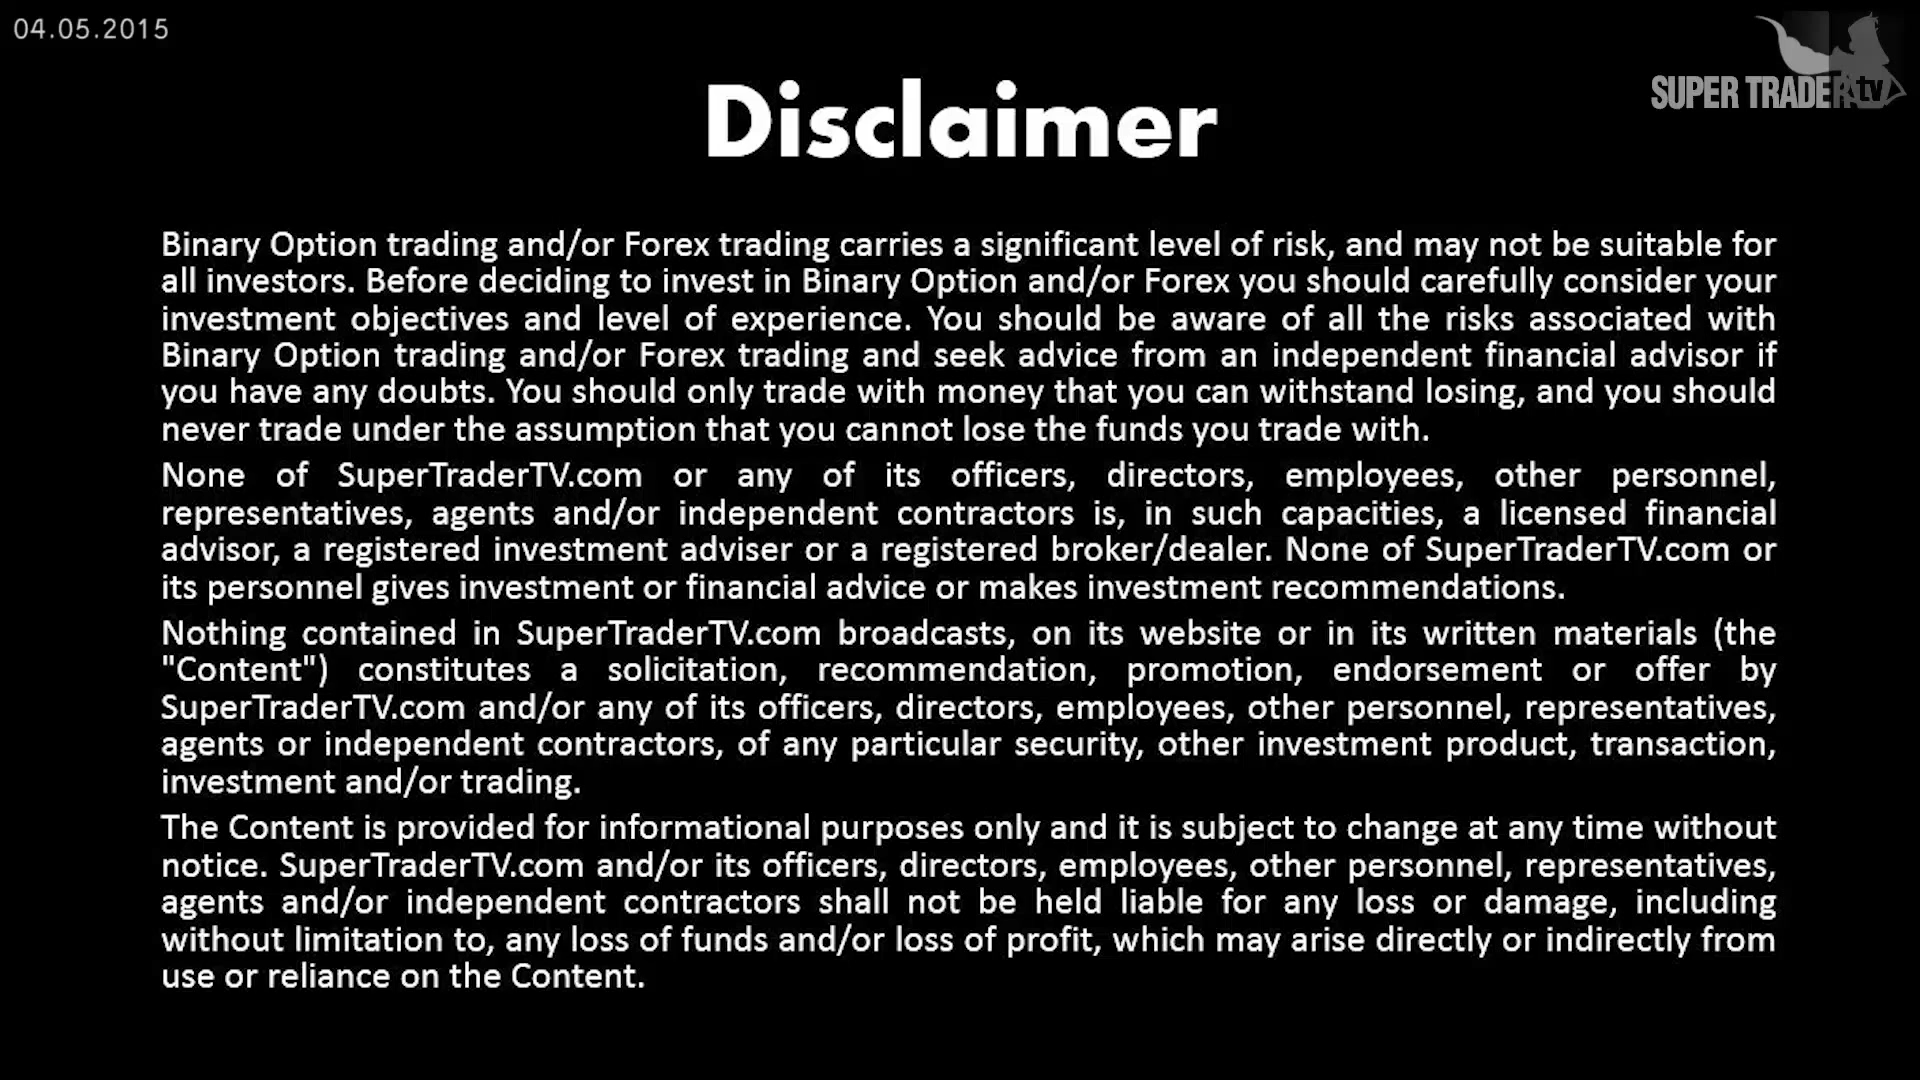 04.05.2015
SUPER TRADER.tv
Disclaimer
Binary Option trading and/or Forex trading carries a significant level of risk, and may not be suitable for
all investors. Before deciding to invest in Binary Option and/or Forex you should carefully consider your
investment objectives and level of experience. You should be aware of all the risks associated with
Binary Option trading and/or Forex trading and seek advice from an independent financial advisor if
you have any doubts. You should only trade with money that you can withstand losing, and you should
never trade under the assumption that you cannot lose the funds you trade with.
None of SuperTraderTV.com or any of its officers, directors, employees, other personnel,
representatives, agents and/or independent contractors is, in such capacities, a licensed financial
advisor, a registered investment adviser or a registered broker/dealer. None of SuperTraderTV.com or
its personnel gives investment or financial advice or makes investment recommendations.
Nothing contained in SuperTraderTV.com broadcasts, on its website or in its written materials (the
"Content") constitutes a solicitation, recommendation, promotion, endorsement or offer by
SuperTraderTV.com and/or any of its officers, directors, employees, other personnel, representatives,
agents or independent contractors, of any particular security, other investment product, transaction,
investment and/or trading.
The Content is provided for informational purposes only and it is subject to change at any time without
notice. SuperTraderTV.com and/or its officers, directors, employees, other personnel, representatives,
agents and/or independent contractors shall not be held liable for any loss or damage, including
without limitation to, any loss of funds and/or loss of profit, which may arise directly or indirectly from
use or reliance on the Content.